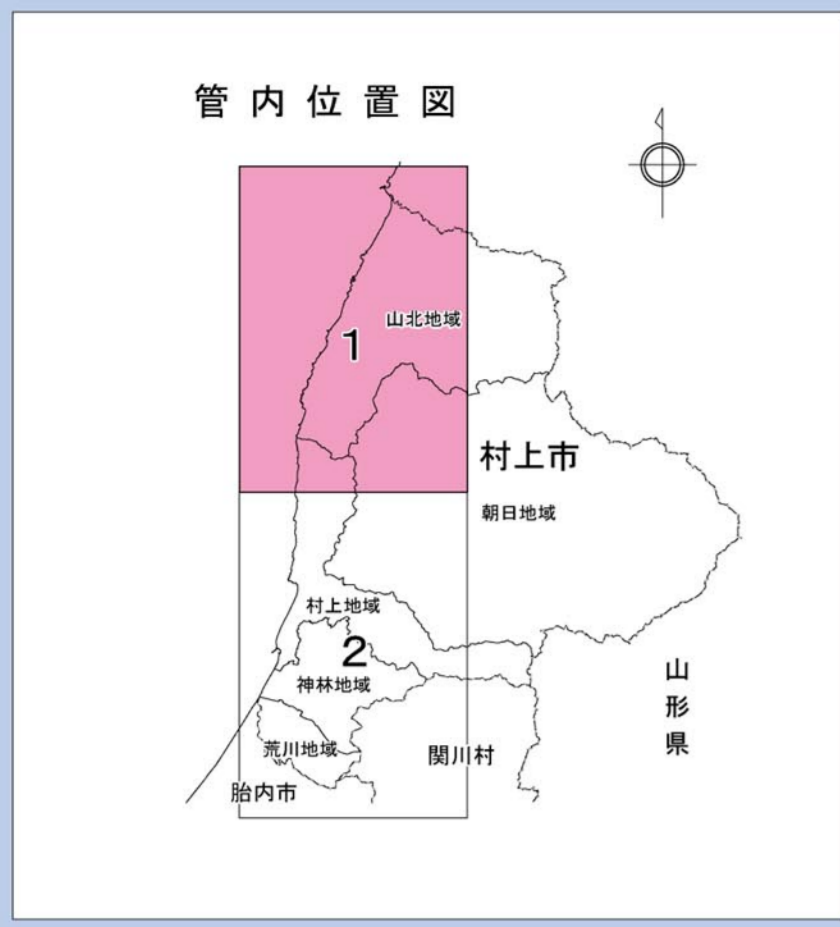 管内位置図
山北地域
1
村上市
朝日地域
村上地域
2
神林地域
山形県
荒川地域
関川村
胎内市